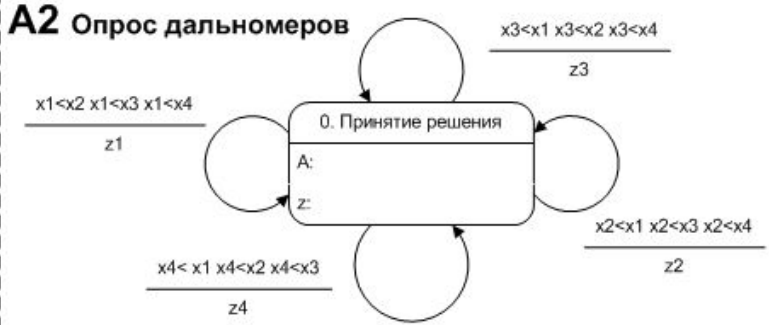 A2 Опрос дальномеров
x3<x1 x3<x2 x3<x4
z3
x1<x2 x1<x3 x1<x4
z1
0. Принятие решения
A:
z:
x2<x1 x2<x3 x2<x4
z2
x4< x1 x4<x2 x4<x3
z4